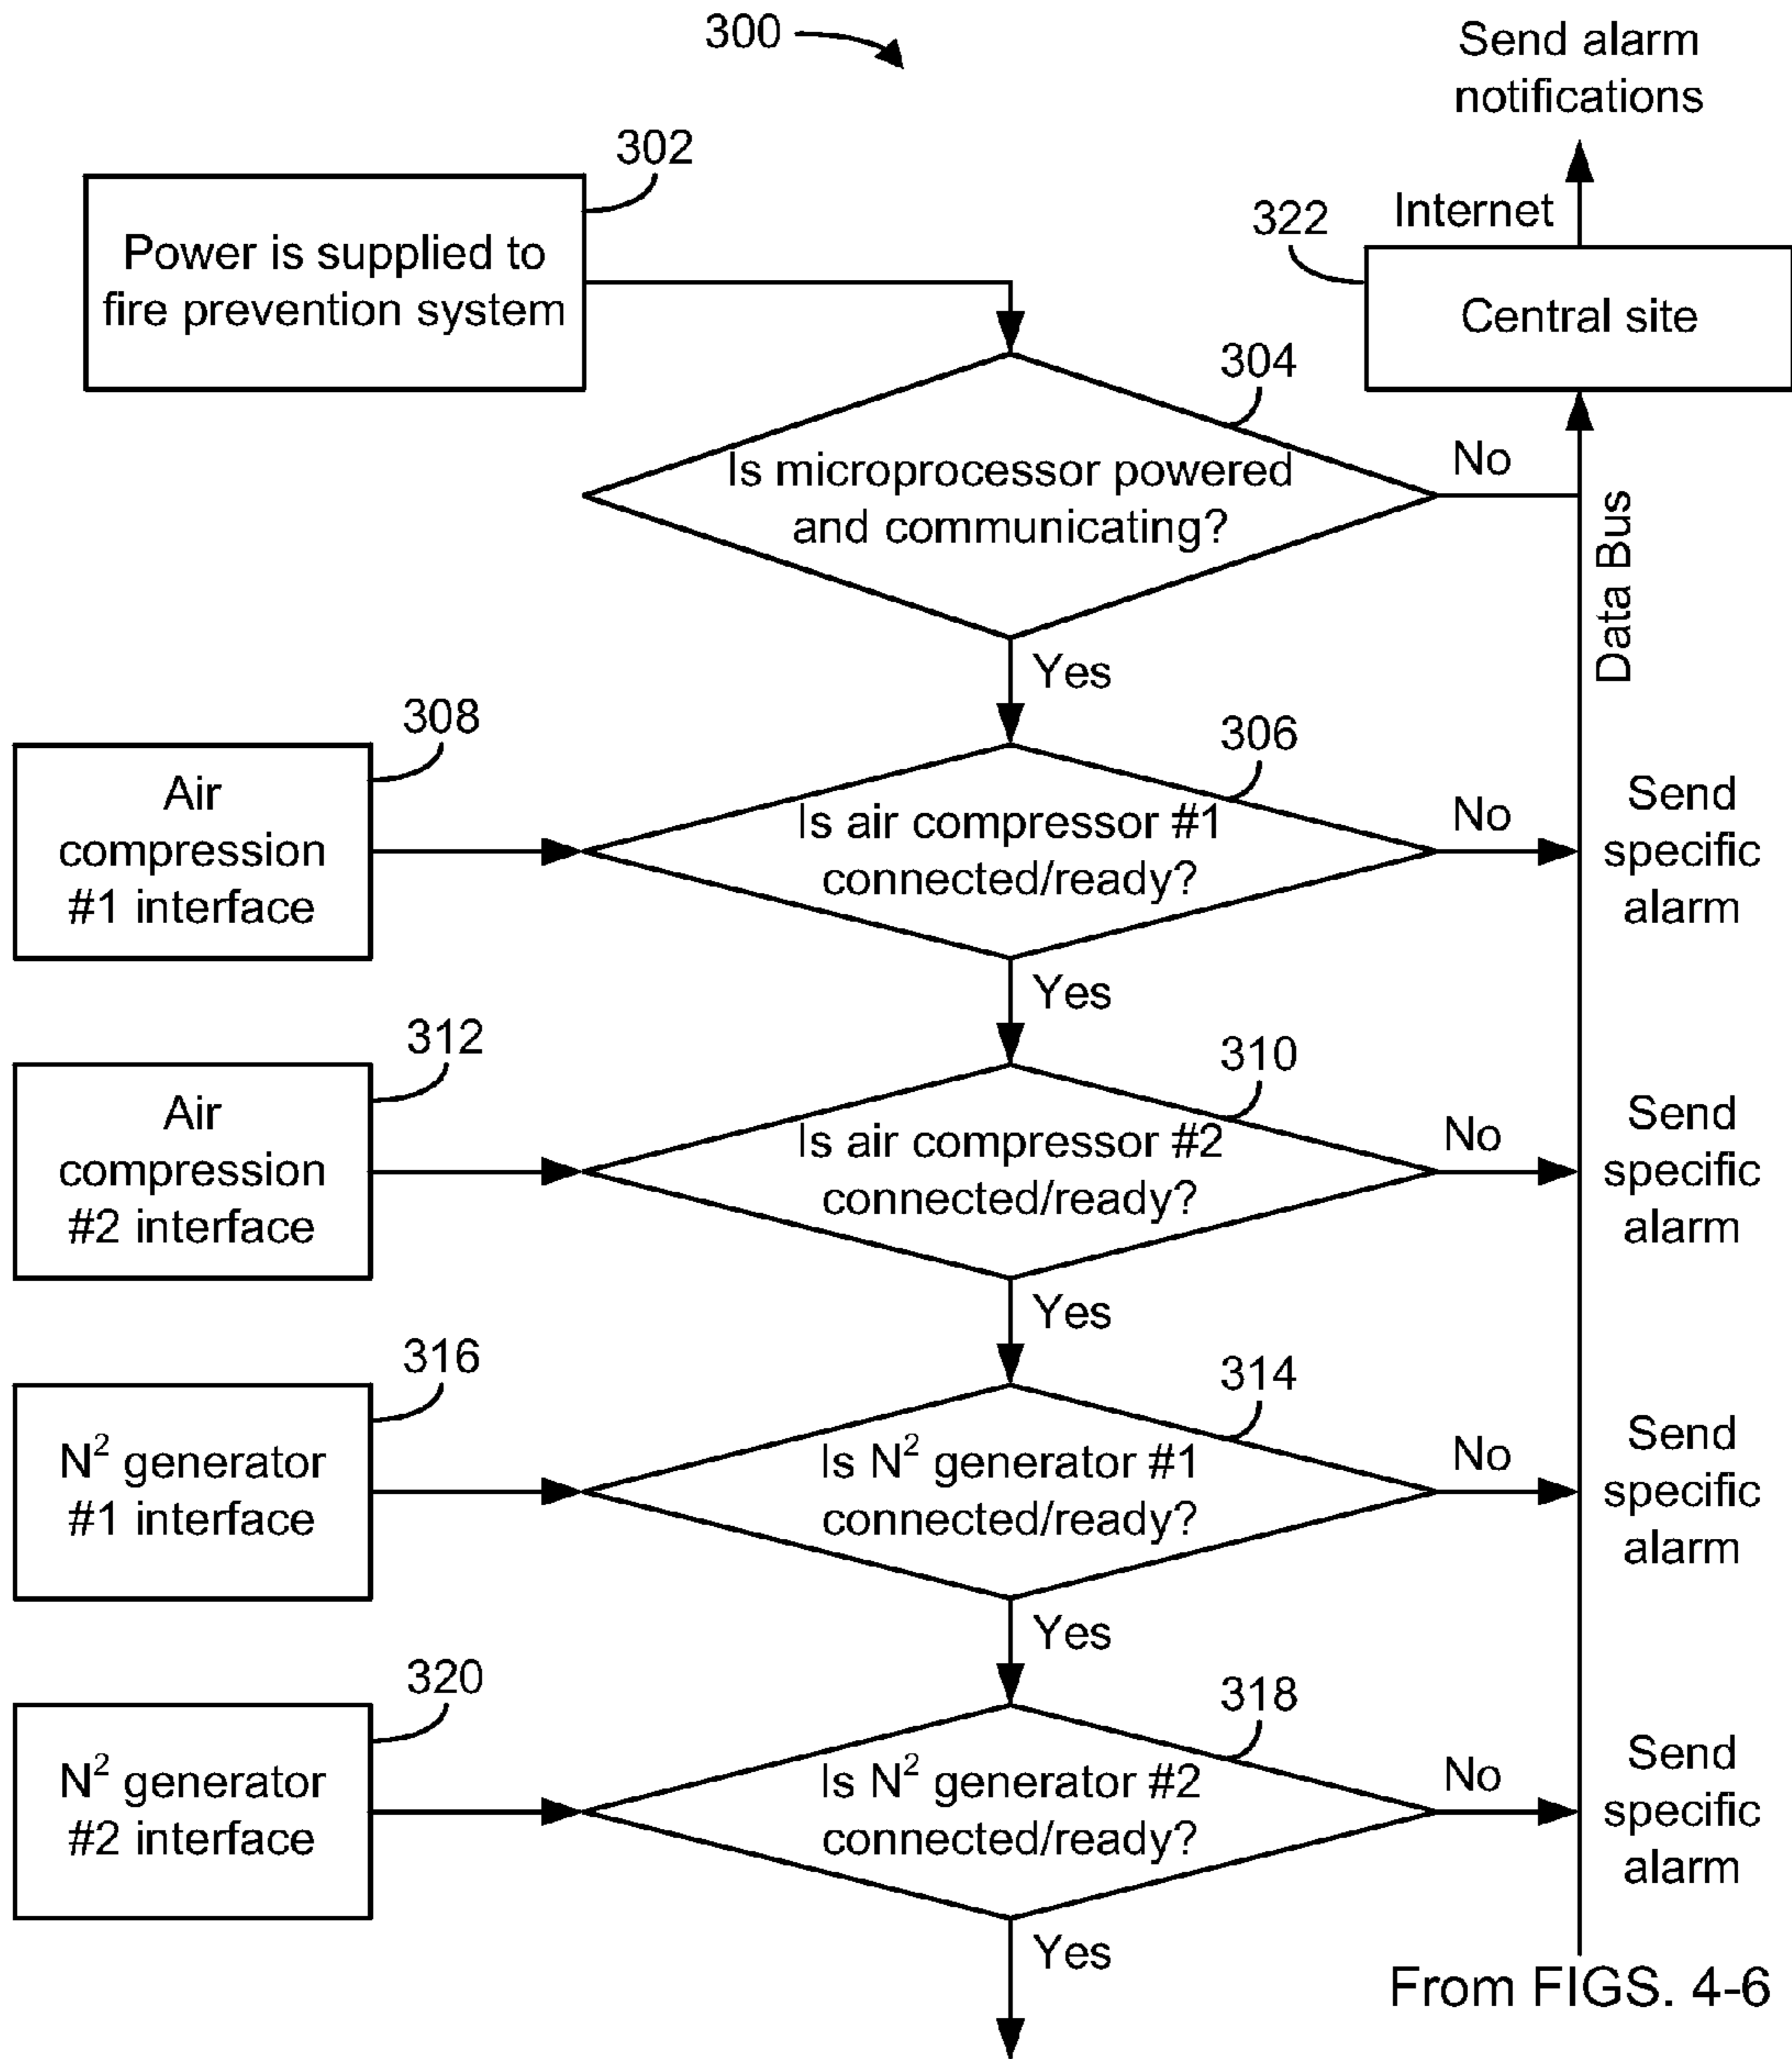 300
Send alarm
notifications
302
Power is supplied to
fire prevention system
Internet
322
Central site
304
Is microprocessor powered
and communicating?
No
Data Bus
Yes
308
Air
compression
#1 interface
306
Is air compressor #1
connected/ready?
No
Send
specific
alarm
Yes
312
Air
compression
#2 interface
310
Is air compressor #2
connected/ready?
No
Send
specific
alarm
Yes
316
N² generator
#1 interface
314
Is N² generator #1
connected/ready?
No
Send
specific
alarm
Yes
320
N² generator
#2 interface
318
Is N² generator #2
connected/ready?
No
Send
specific
alarm
Yes
From FIGS. 4-6